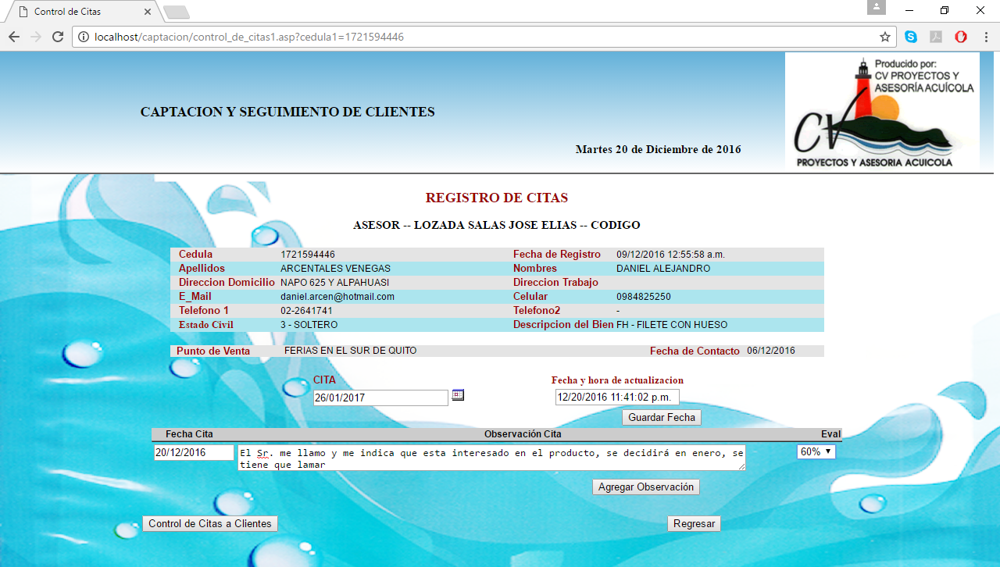 Control de Citas
localhost/captacion/control_de_citas1.asp?cedula1=1721594446
Producido por:
CV PROYECTOS Y
ASESORÍA ACUÍCOLA
CAPTACION Y SEGUIMIENTO DE CLIENTES
CV
Martes 20 de Diciembre de 2016
PROYECTOS Y ASESORIA ACUICOLA
REGISTRO DE CITAS
ASESOR -- LOZADA SALAS JOSE ELIAS -- CODIGO
Cedula 1721594446 Fecha de Registro 09/12/2016 12:55:58 a.m.
Apellidos ARCENTALES VENEGAS Nombres DANIEL ALEJANDRO
Direccion Domicilio NAPO 625 Y ALPAHUASI Direccion Trabajo
E_Mail daniel.arcen@hotmail.com Celular 0984825250
Telefono 1 02-2641741 Telefono2 -
Estado Civil 3 - SOLTERO Descripcion del Bien FH - FILETE CON HUESO
Punto de Venta FERIAS EN EL SUR DE QUITO Fecha de Contacto 06/12/2016
CITA Fecha y hora de actualizacion
26/01/2017 12/20/2016 11:41:02 p.m.
Guardar Fecha
Fecha Cita Observación Cita Eval
20/12/2016 El Sr. me llamo y me indica que esta interesado en el producto, se decidirá en enero, se 60%
tiene que lamar
Agregar Observación
Control de Citas a Clientes Regresar